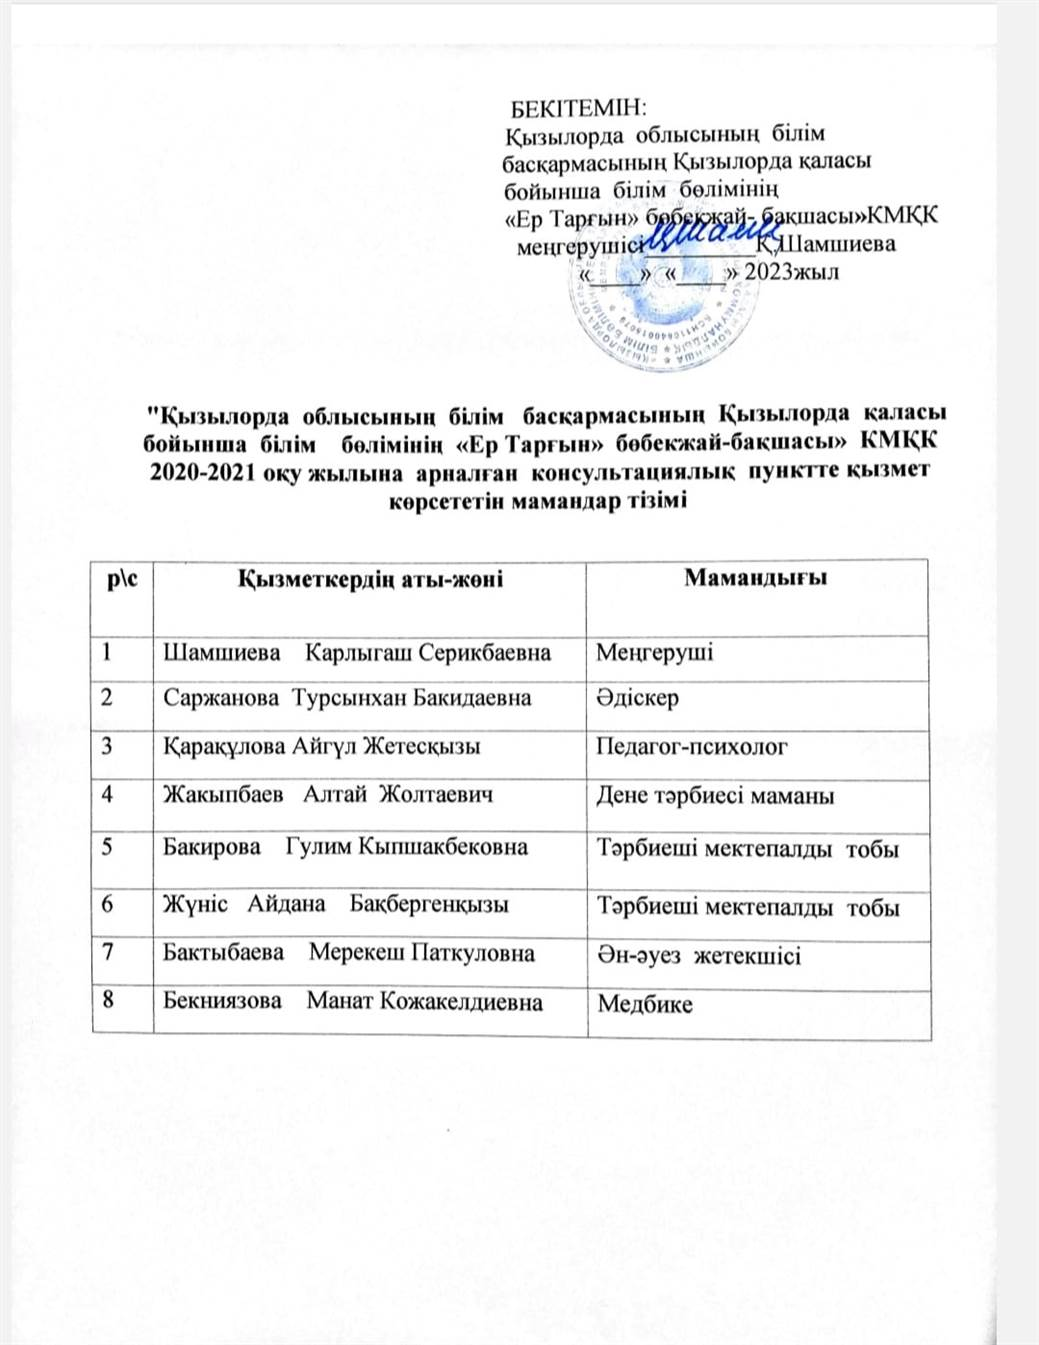 БЕКІТЕМІН:
Қызылорда облысының білім
басқармасының Қызылорда қаласы
бойынша білім бөлімінің
«Ер Тарғын» бөбекжай- бақшасы»КМҚК
меңгерушісі_________Қ,Шамшиева
«____» «____» 2023жыл
"Қызылорда облысының білім басқармасының Қызылорда қаласы
бойынша білім бөлімінің «Ер Тарғын» бөбекжай-бақшасы» КМҚК
2020-2021 оқу жылына арналған консультациялық пунктте қызмет
көрсететін мамандар тізімі
р\с Қызметкердің аты-жөні Мамандығы
1 Шамшиева Карлыгаш Серикбаевна Меңгеруші
2 Саржанова Турсынхан Бакидаевна Әдіскер
3 Қарақұлова Айгүл Жетесқызы Педагог-психолог
4 Жакыпбаев Алтай Жолтаевич Дене тәрбиесі маманы
5 Бакирова Гулим Кыпшакбековна Тәрбиеші мектепалды тобы
6 Жүніс Айдана Бақбергенқызы Тәрбиеші мектепалды тобы
7 Бактыбаева Мерекеш Паткуловна Ән-әуез жетекшісі
8 Бекниязова Манат Кожакелдиевна Медбике